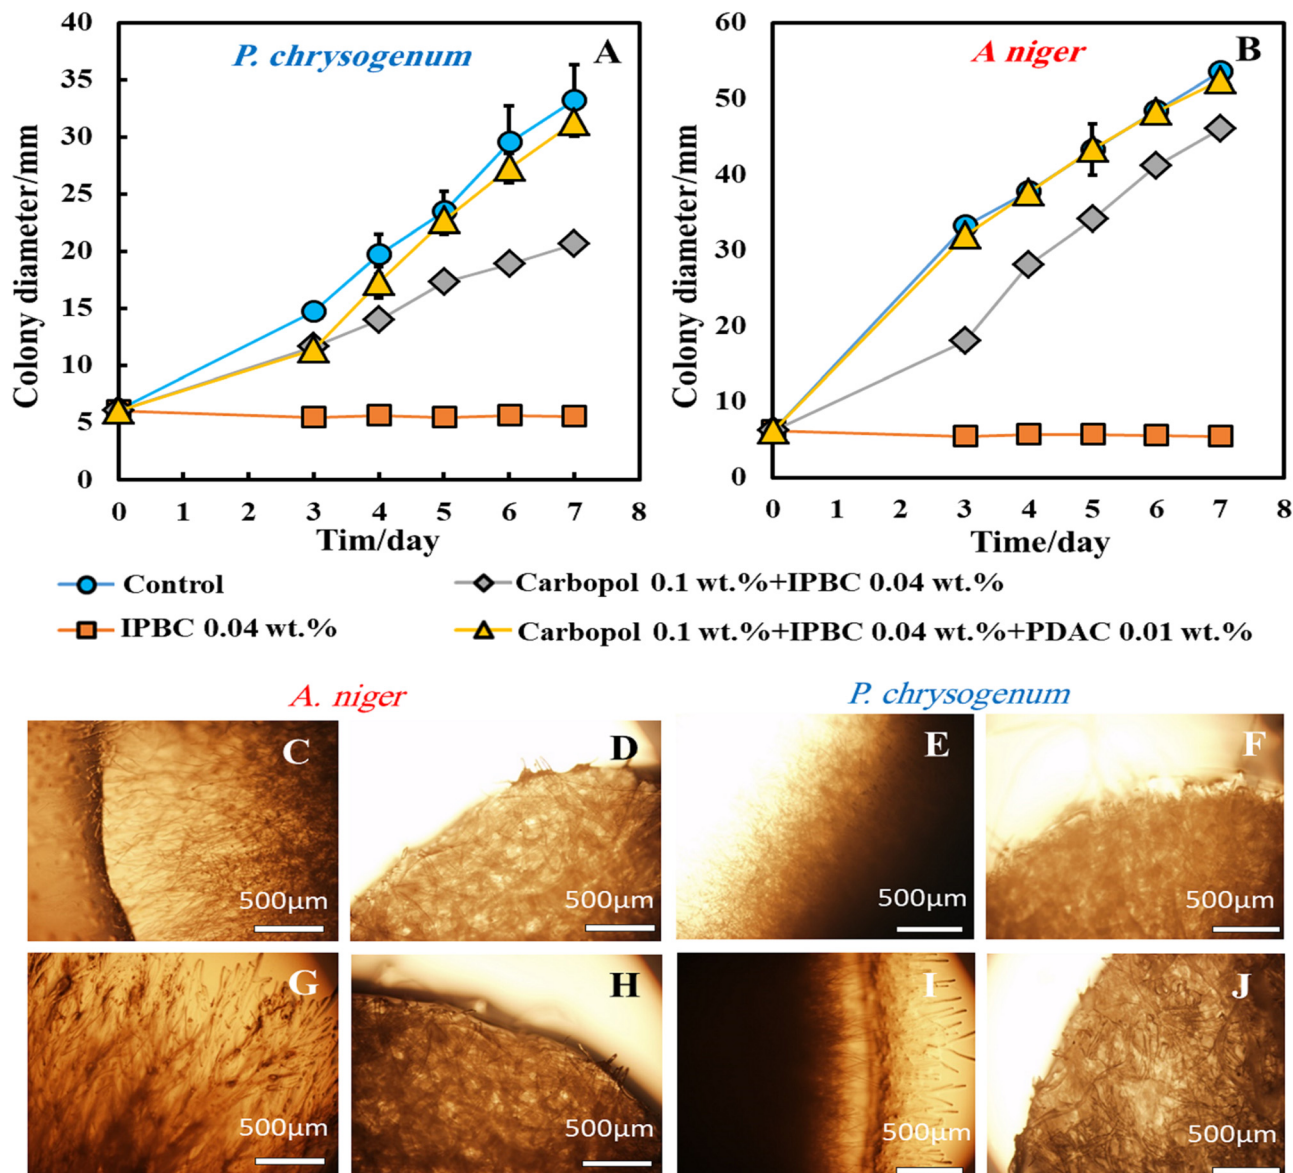 P. chrysogenum A
Colony diameter/mm
40
35
30
25
20
15
10
5
0
0 1 2 3 4 5 6 7 8
Tim/day
A niger B
Colony diameter/mm
60
50
40
30
20
10
0
0 1 2 3 4 5 6 7 8
Time/day
Control
Carbopol 0.1 wt.%+IPBC 0.04 wt.%
IPBC 0.04 wt.%
Carbopol 0.1 wt.%+IPBC 0.04 wt.%+PDAC 0.01 wt.%
A. niger
P. chrysogenum
C D E F
500μm 500μm 500μm 500μm
G H I J
500μm 500μm 500μm 500μm